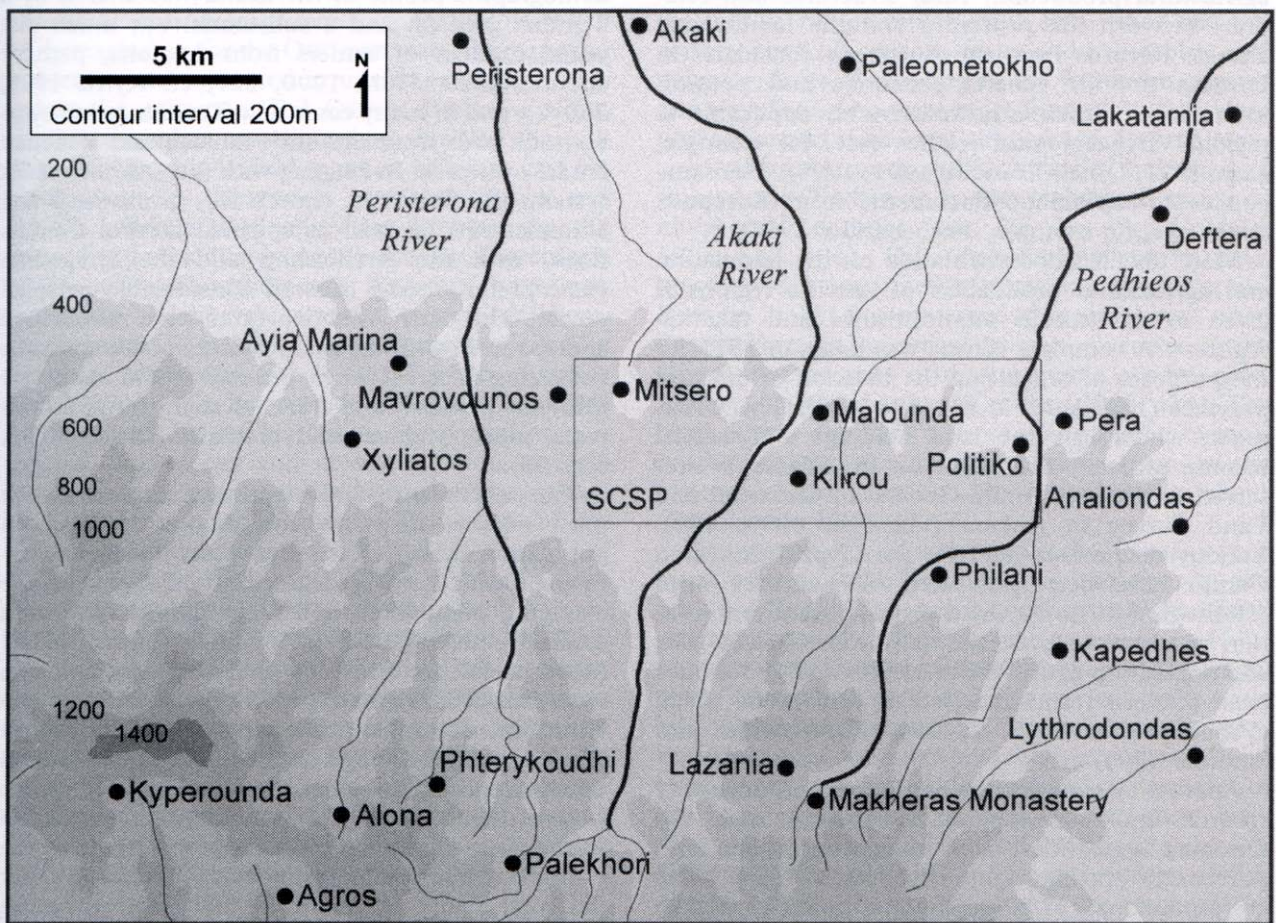 5 km
N
1
Contour interval 200m
Akaki
Peristerona
Paleometokho
Lakatamia
200
Peristerona
River
Akaki
River
Deftera
Pedhieos
River
400
Ayia Marina
Mavrovounos
Mitsero
Malounda
Pera
600
Xyliatos
Politiko
800
SCSP
Klirou
Analiondas
1000
Philani
Kapedhes
1200
1400
Lythrodondas
Phterykoudhi
Lazania
Kyperounda
Alona
Makheras Monastery
Palekhori
Agros